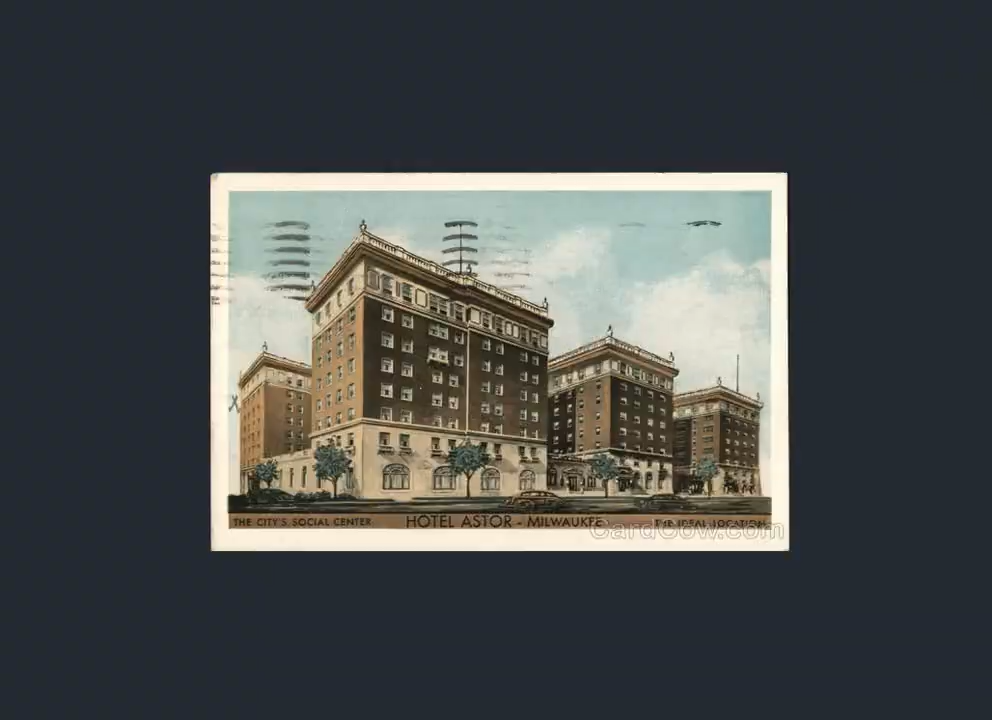 THE CITY'S SOCIAL CENTER HOTEL ASTOR - MILWAUKEE THE IDEAL LOCATION
CardCow.com